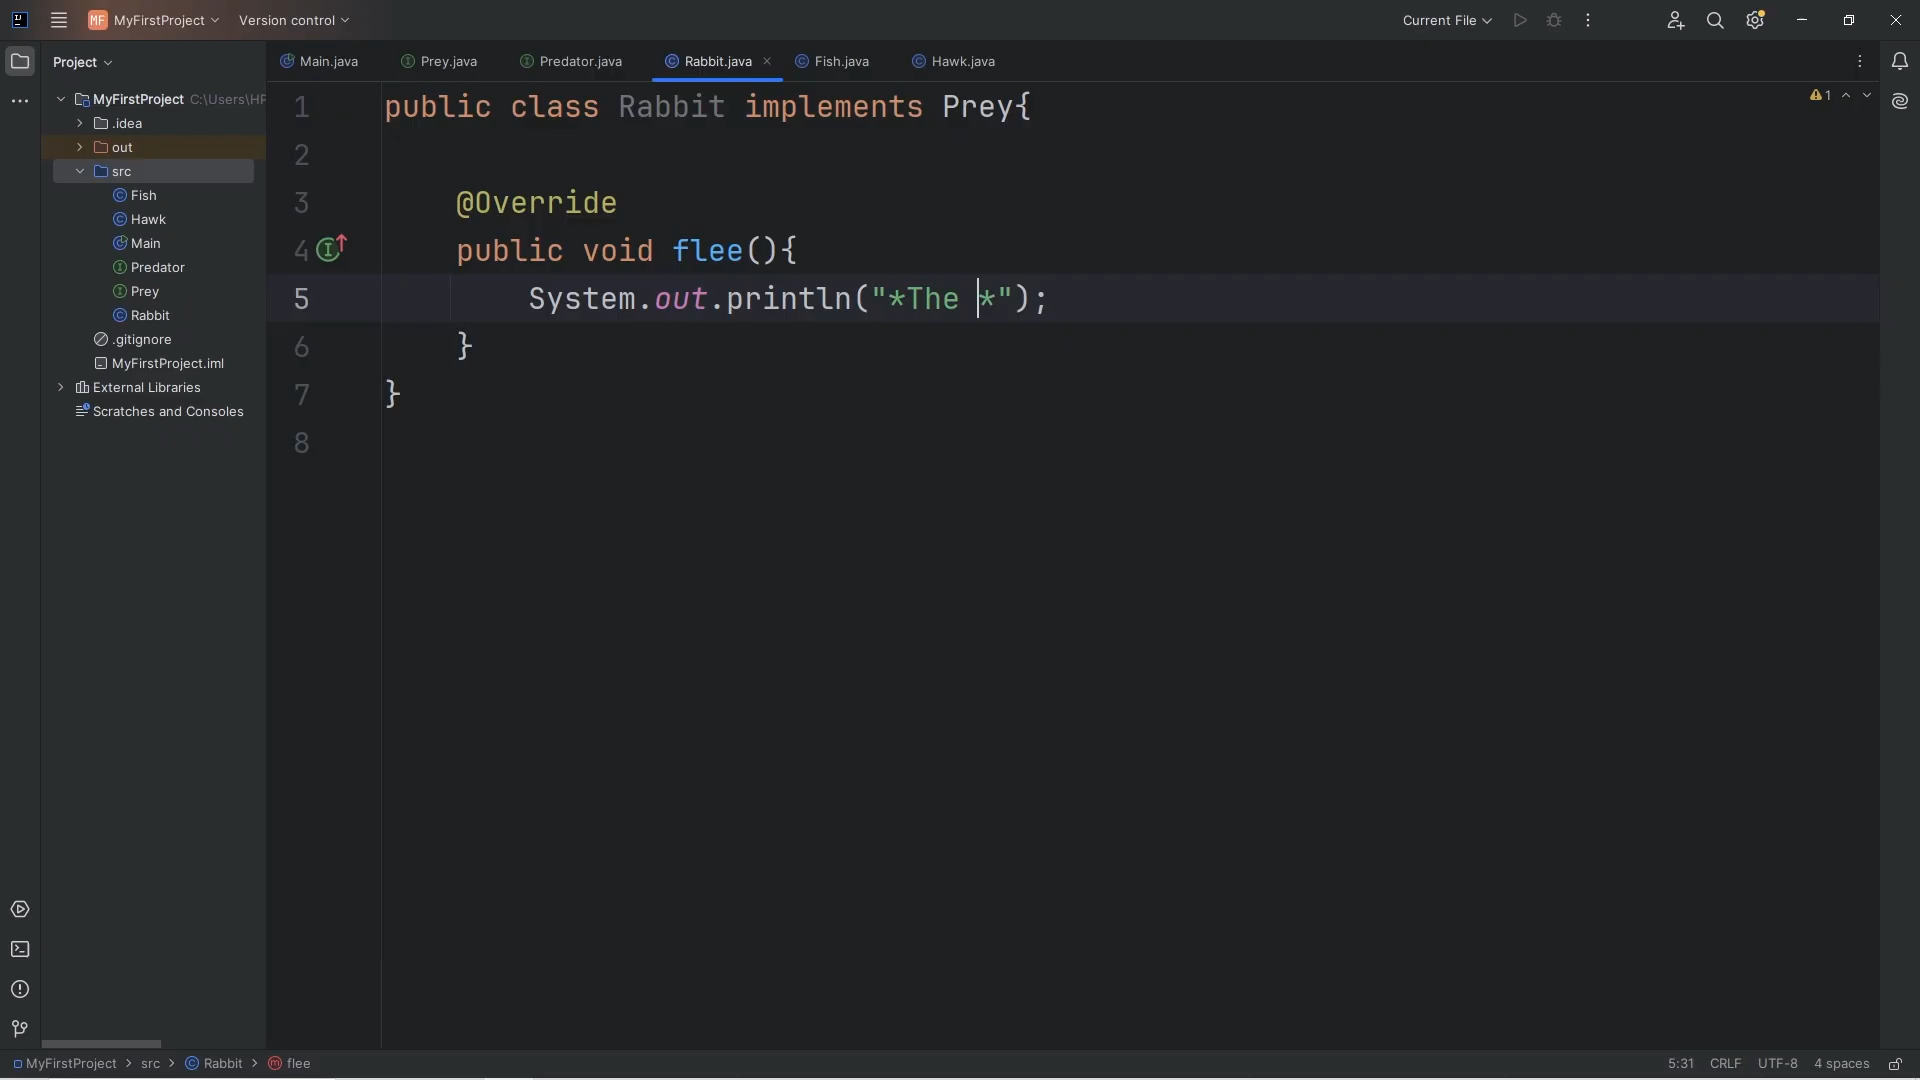 MF MyFirstProject Version control Current File
Project
Main.java Prey.java Predator.java Rabbit.java Fish.java Hawk.java
MyFirstProject C:\Users\HP
.idea
out
src
Fish
Hawk
Main
Predator
Prey
Rabbit
.gitignore
MyFirstProject.iml
External Libraries
Scratches and Consoles
1 public class Rabbit implements Prey{
2
3 @Override
4 public void flee(){
5 System.out.println("*The *");
6 }
7 }
8
1
MyFirstProject > src > Rabbit > flee 5:31 CRLF UTF-8 4 spaces